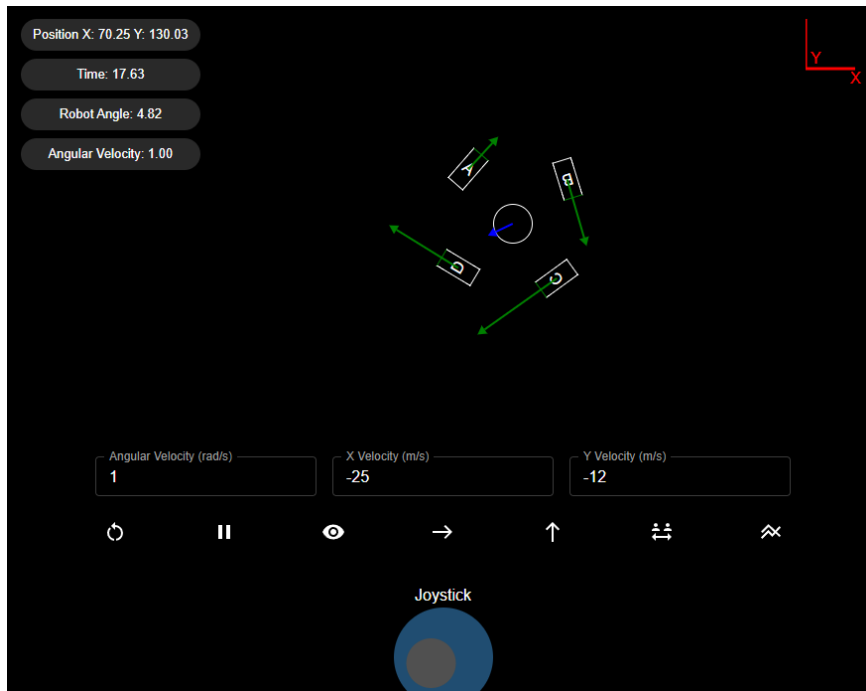 Position X: 70.25 Y: 130.03
Time: 17.63
Robot Angle: 4.82
Angular Velocity: 1.00
Y
X
A
B
D
C
Angular Velocity (rad/s)
1
X Velocity (m/s)
-25
Y Velocity (m/s)
-12
Joystick